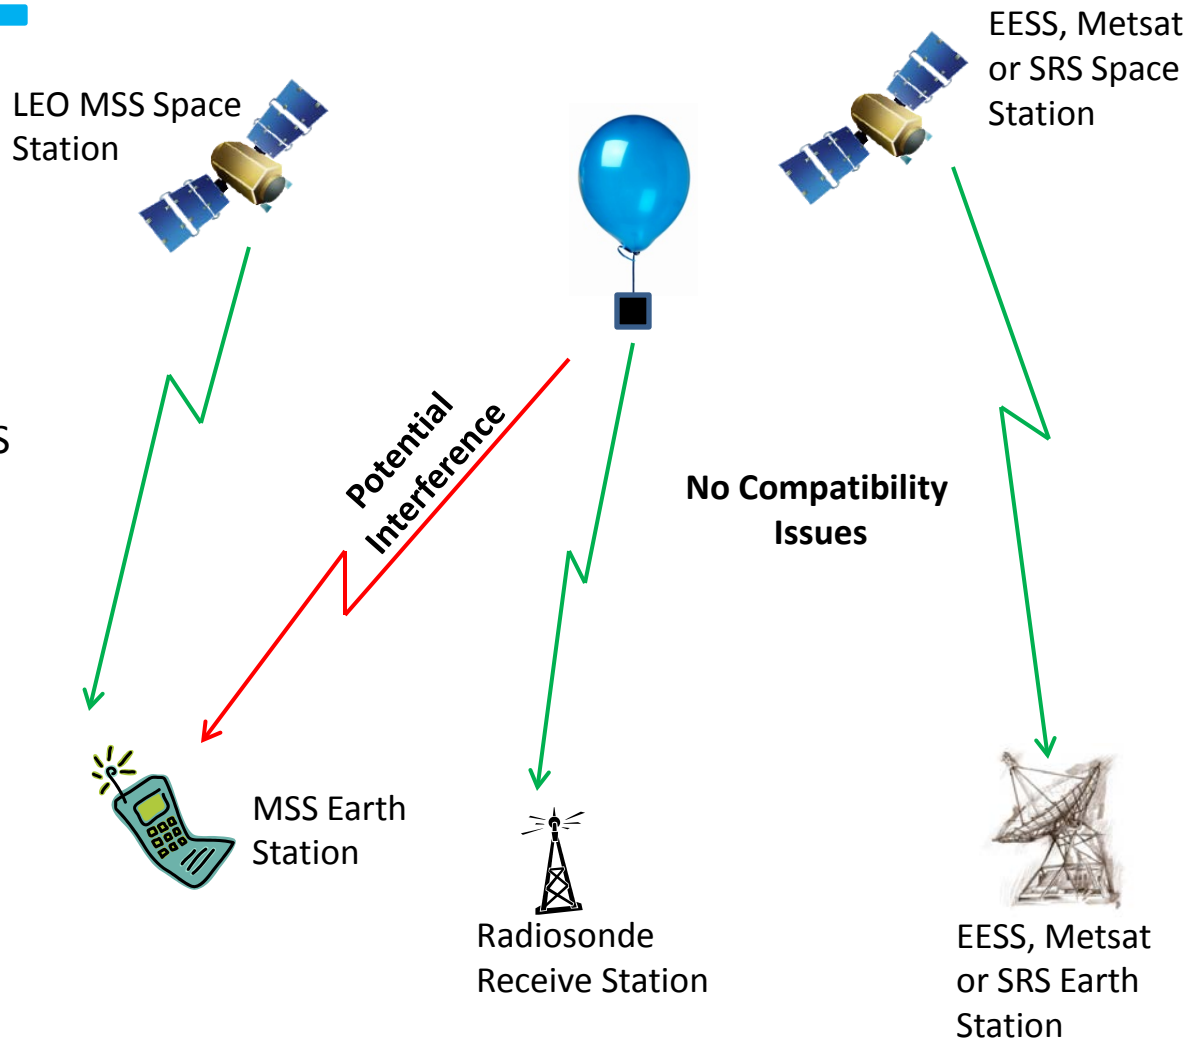 EESS, Metsat
or SRS Space
Station
LEO MSS Space
Station
S
Potential
Interference
No Compatibility
Issues
MSS Earth
Station
Radiosonde
Receive Station
EESS, Metsat
or SRS Earth
Station